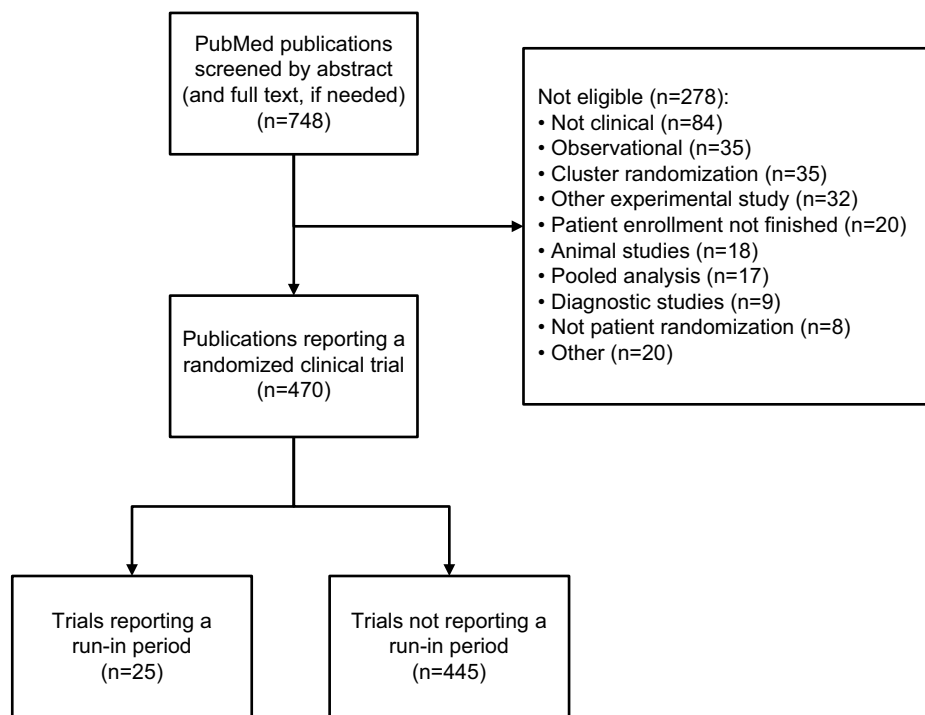 PubMed publications
screened by abstract
(and full text, if needed)
(n=748)
Not eligible (n=278):
• Not clinical (n=84)
• Observational (n=35)
• Cluster randomization (n=35)
• Other experimental study (n=32)
• Patient enrollment not finished (n=20)
• Animal studies (n=18)
• Pooled analysis (n=17)
• Diagnostic studies (n=9)
• Not patient randomization (n=8)
• Other (n=20)
Publications reporting a
randomized clinical trial
(n=470)
Trials reporting a
run-in period
(n=25)
Trials not reporting a
run-in period
(n=445)